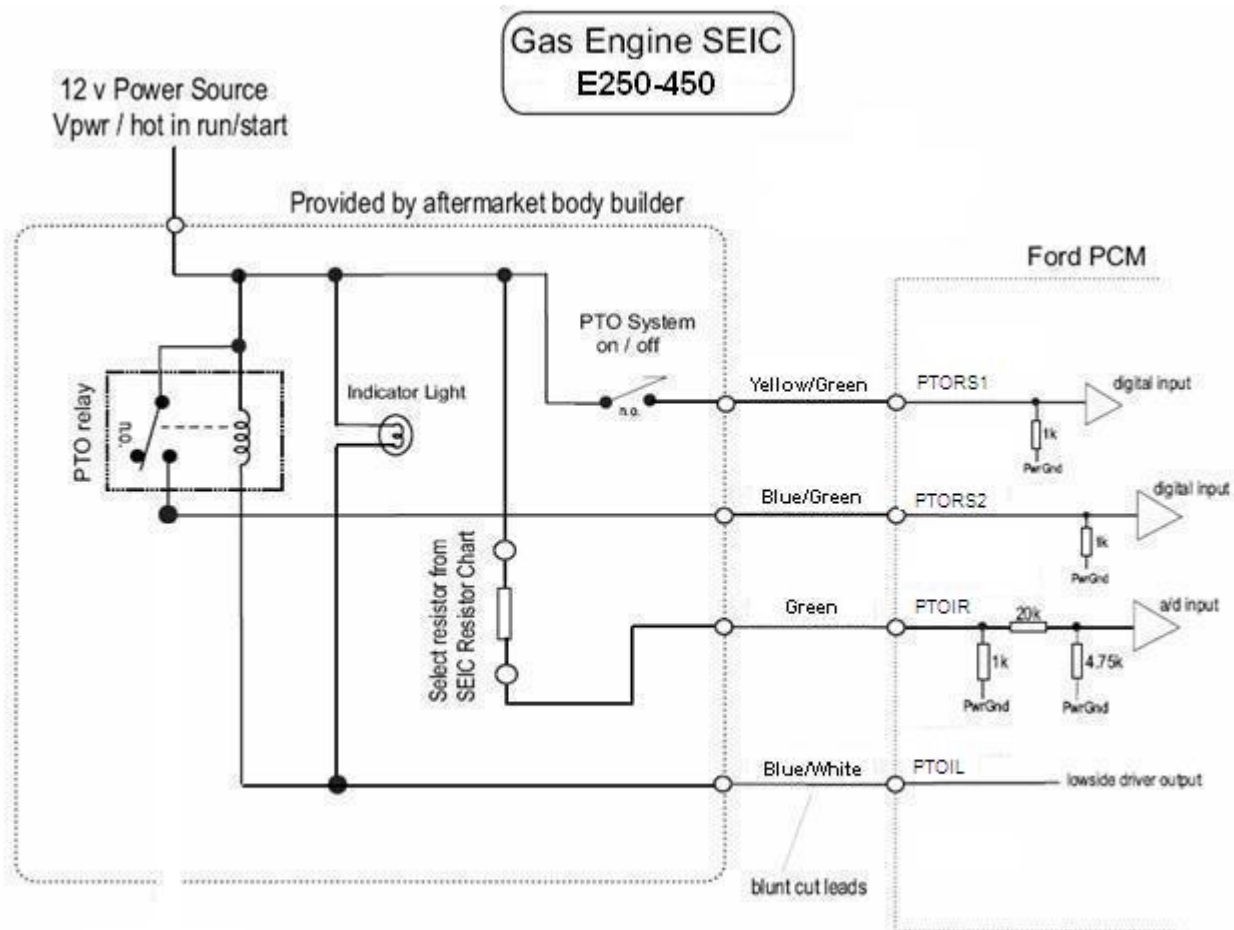 Gas Engine SEIC
E250-450
12 v Power Source
Vpwr / hot in run/start
Provided by aftermarket body builder
Ford PCM
PTO System
on / off
n.o.
PTO relay
n.o.
Indicator Light
Select resistor from
SEIC Resistor Chart
Yellow/Green
PTORS1
digital input
1k
PwrGnd
Blue/Green
PTORS2
digital input
1k
PwrGnd
Green
PTOIR
20k
a/d input
1k
4.75k
PwrGnd
PwrGnd
Blue/White
PTOIL
lowside driver output
blunt cut leads